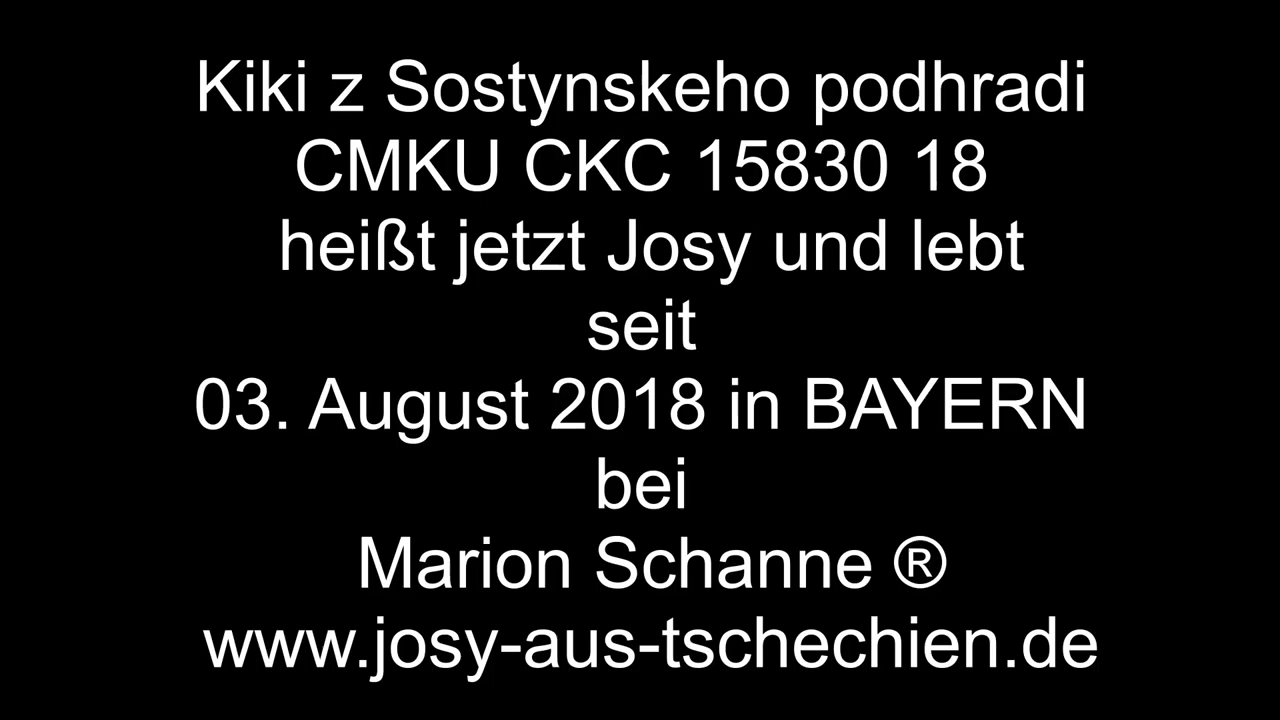 Kiki z Sostynskeho podhradi
CMKU CKC 15830 18
heißt jetzt Josy und lebt
seit
03. August 2018 in BAYERN
bei
Marion Schanne ®
www.josy-aus-tschechien.de